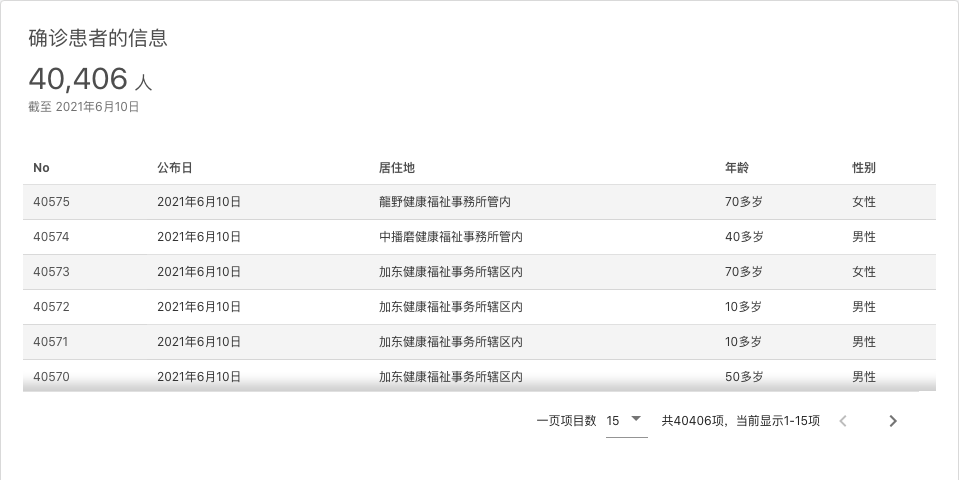 确诊患者的信息
40,406 人
截至 2021年6月10日
No 公布日 居住地 年龄 性别
40575 2021年6月10日 龍野健康福祉事務所管内 70多岁 女性
40574 2021年6月10日 中播磨健康福祉事務所管内 40多岁 男性
40573 2021年6月10日 加东健康福祉事务所辖区内 70多岁 女性
40572 2021年6月10日 加东健康福祉事务所辖区内 10多岁 男性
40571 2021年6月10日 加东健康福祉事务所辖区内 10多岁 男性
40570 2021年6月10日 加东健康福祉事务所辖区内 50多岁 男性
一页项目数 15 共40406项，当前显示1-15项